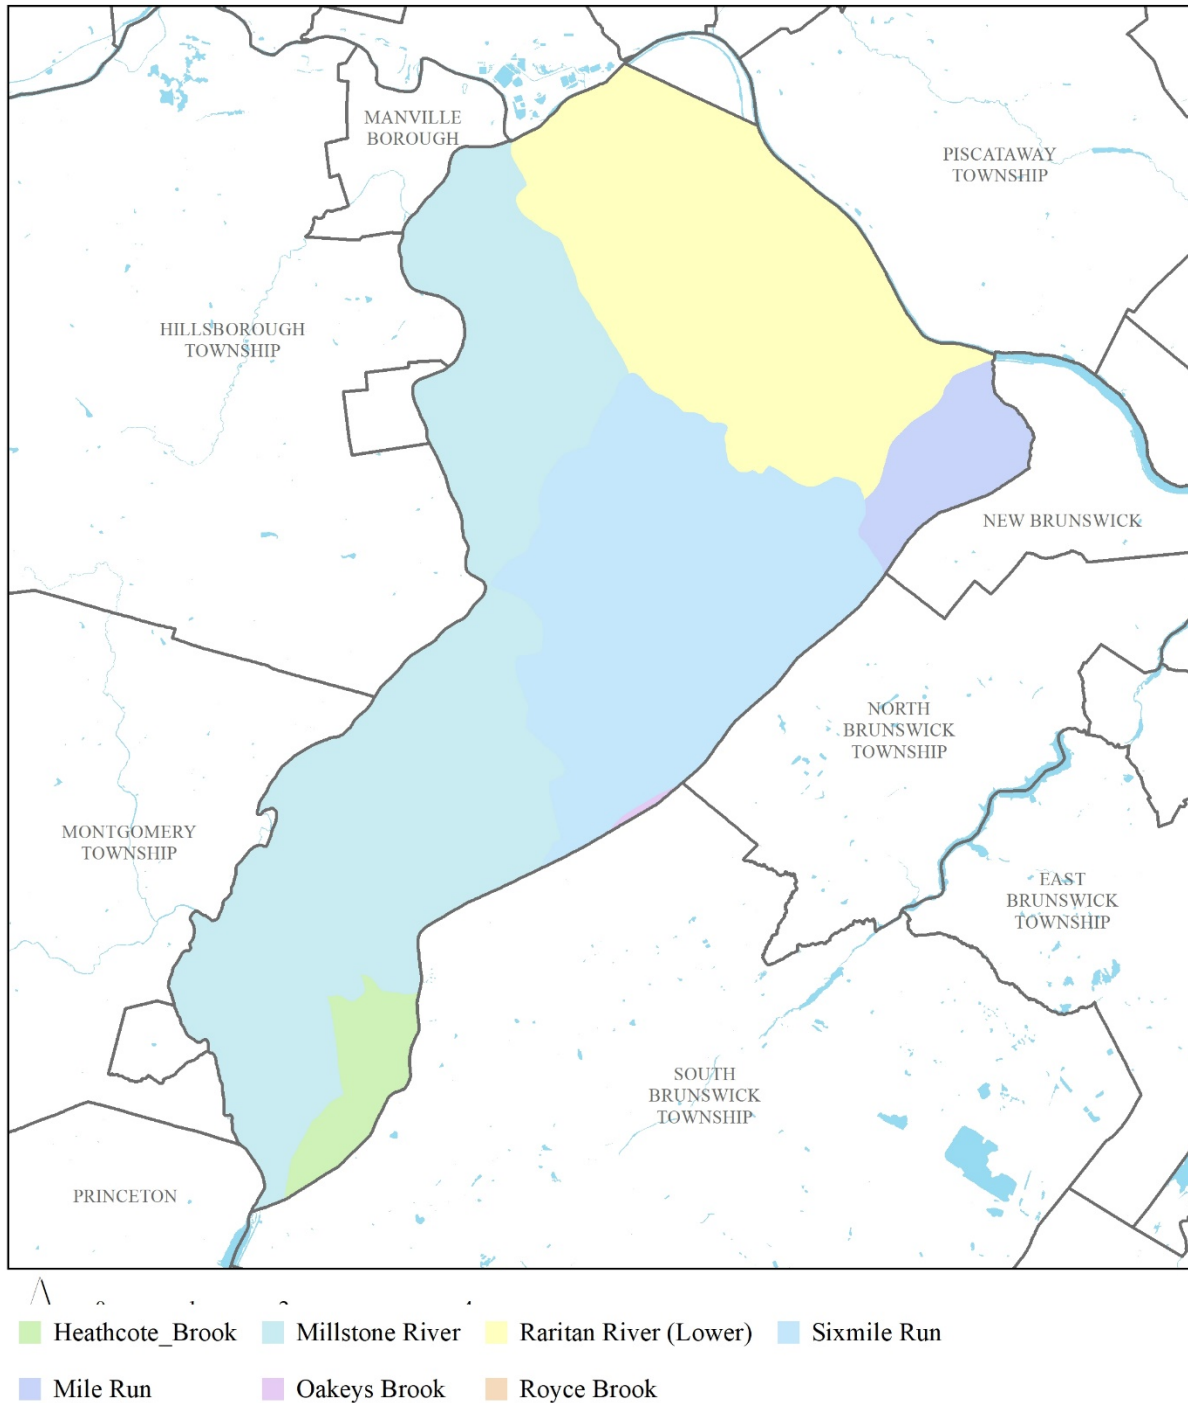 MANVILLE
BOROUGH
PISCATAWAY
TOWNSHIP
HILLSBOROUGH
TOWNSHIP
NEW BRUNSWICK
NORTH
BRUNSWICK
TOWNSHIP
MONTGOMERY
TOWNSHIP
EAST
BRUNSWICK
TOWNSHIP
SOUTH
BRUNSWICK
TOWNSHIP
PRINCETON
Heathcote_Brook Millstone River Raritan River (Lower) Sixmile Run
Mile Run Oakeys Brook Royce Brook